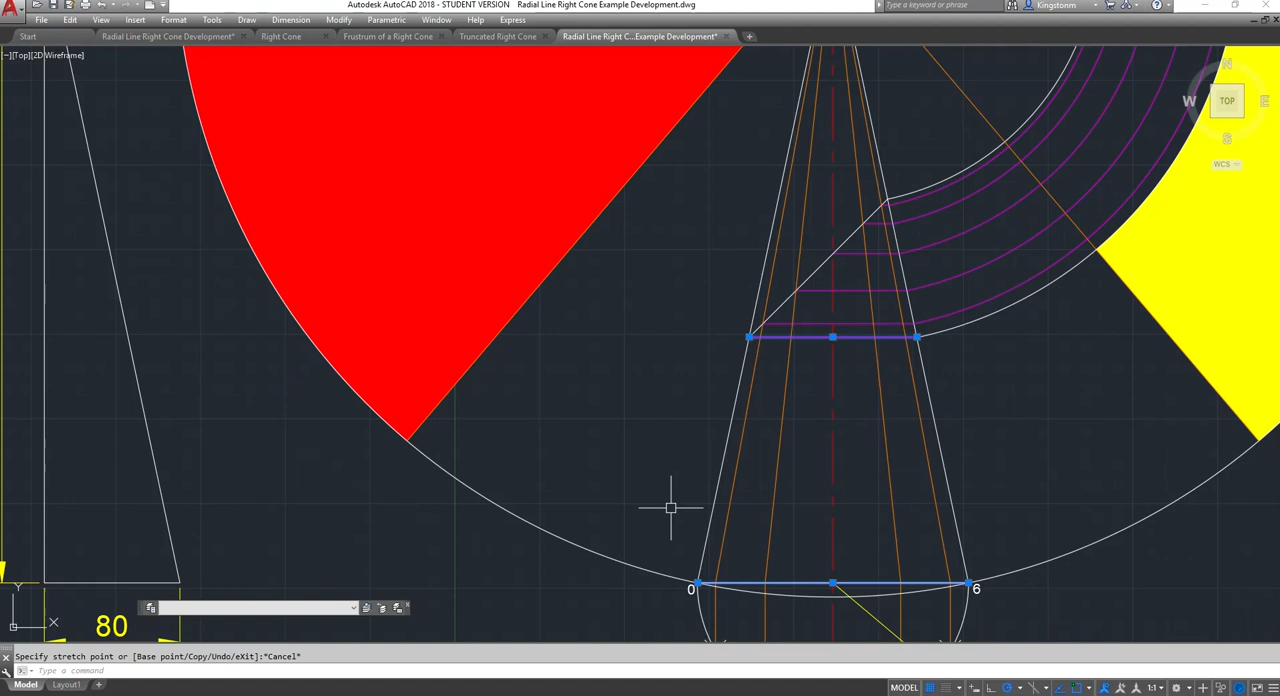 Autodesk AutoCAD 2018 - STUDENT VERSION Radial Line Right Cone Example Development.dwg
Type a keyword or phrase
Kingstonm
File Edit View Insert Format Tools Draw Dimension Modify Parametric Window Help Express
Start Radial Line Right Cone Development* Right Cone Frustrum of a Right Cone Truncated Right Cone Radial Line Right C...Example Development*
[−][Top][2D Wireframe]
N
W TOP E
S
WCS
0 6
Y
X
80
Specify stretch point or [Base point/Copy/Undo/eXit]:*Cancel*
Type a command
Model Layout1 +
MODEL 1:1